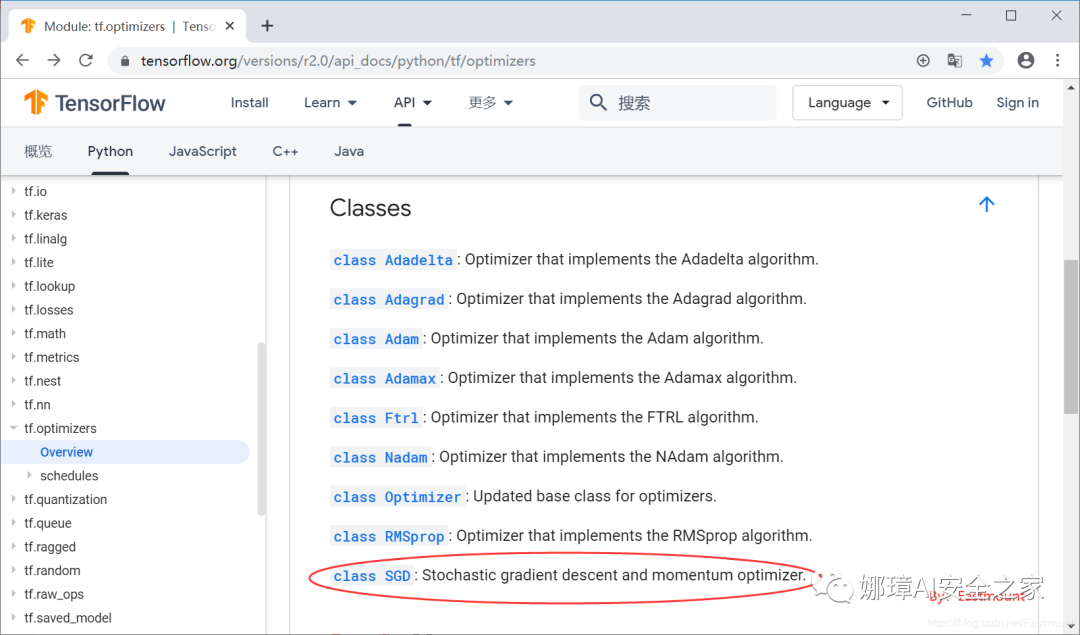 Module: tf.optimizers | Tenso
tensorflow.org/versions/r2.0/api_docs/python/tf/optimizers
TensorFlow Install Learn API 更多 搜索 Language GitHub Sign in
概览 Python JavaScript C++ Java
tf.io
tf.keras
tf.linalg
tf.lite
tf.lookup
tf.losses
tf.math
tf.metrics
tf.nest
tf.nn
tf.optimizers
Overview
schedules
tf.quantization
tf.queue
tf.ragged
tf.random
tf.raw_ops
tf.saved_model
Classes
class Adadelta: Optimizer that implements the Adadelta algorithm.
class Adagrad: Optimizer that implements the Adagrad algorithm.
class Adam: Optimizer that implements the Adam algorithm.
class Adamax: Optimizer that implements the Adamax algorithm.
class Ftrl: Optimizer that implements the FTRL algorithm.
class Nadam: Optimizer that implements the NAdam algorithm.
class Optimizer: Updated base class for optimizers.
class RMSprop: Optimizer that implements the RMSprop algorithm.
class SGD: Stochastic gradient descent and momentum optimizer.
娜璋AI安全之家
By: Eastmount
https://blog.csdn.net/Eastmount